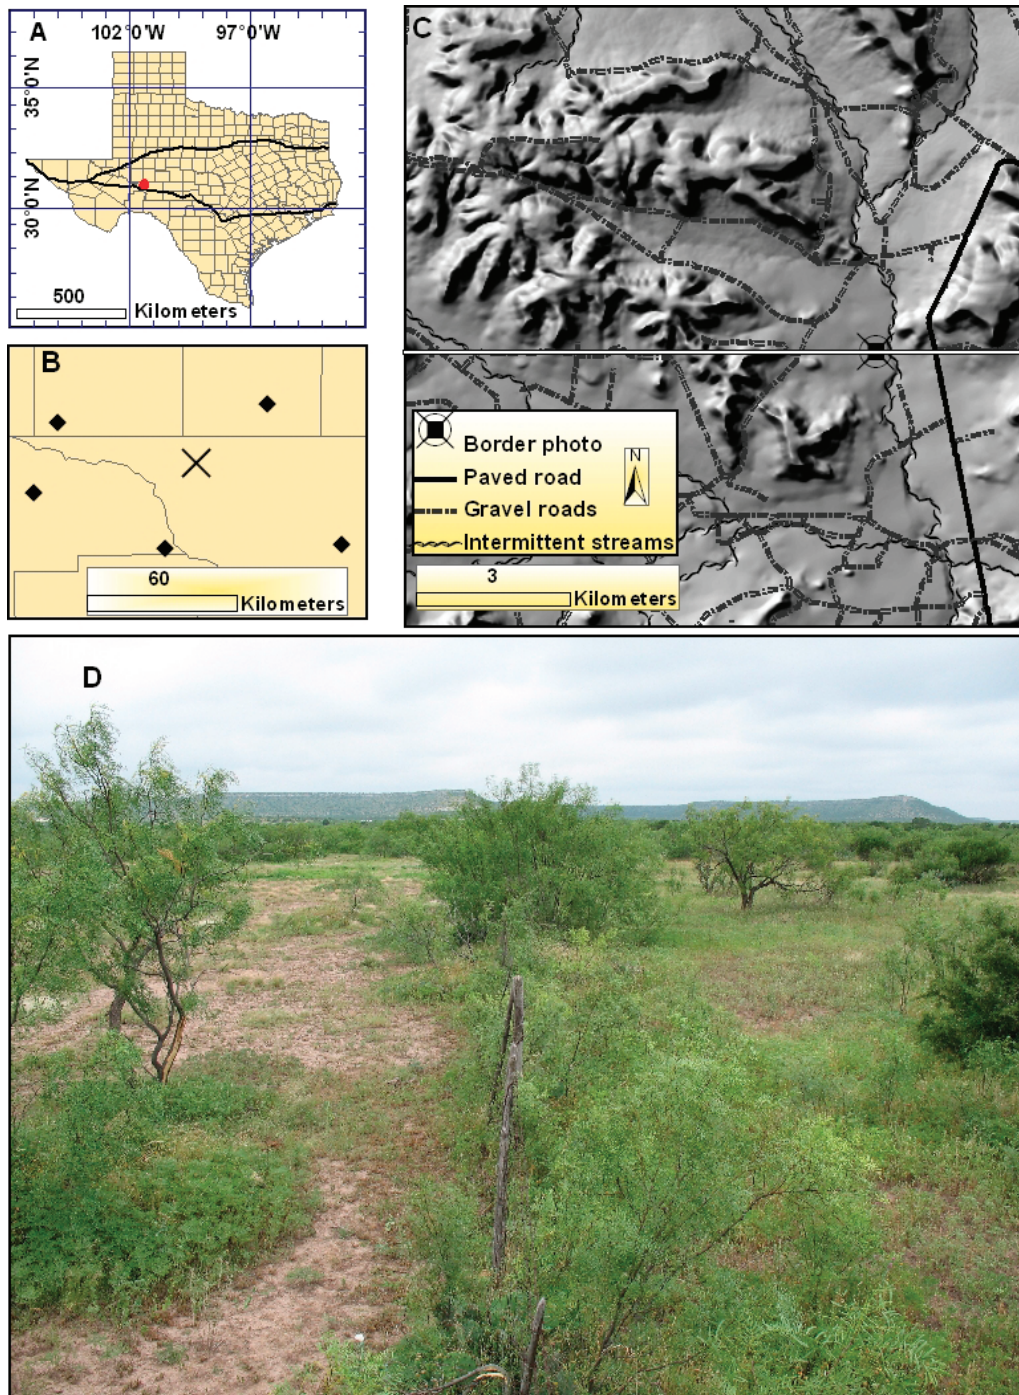 A
102°0'W 97°0'W
35°0'N
30°0'N
500
Kilometers
B
60
Kilometers
C
Border photo
N
Paved road
Gravel roads
Intermittent streams
3
Kilometers
D